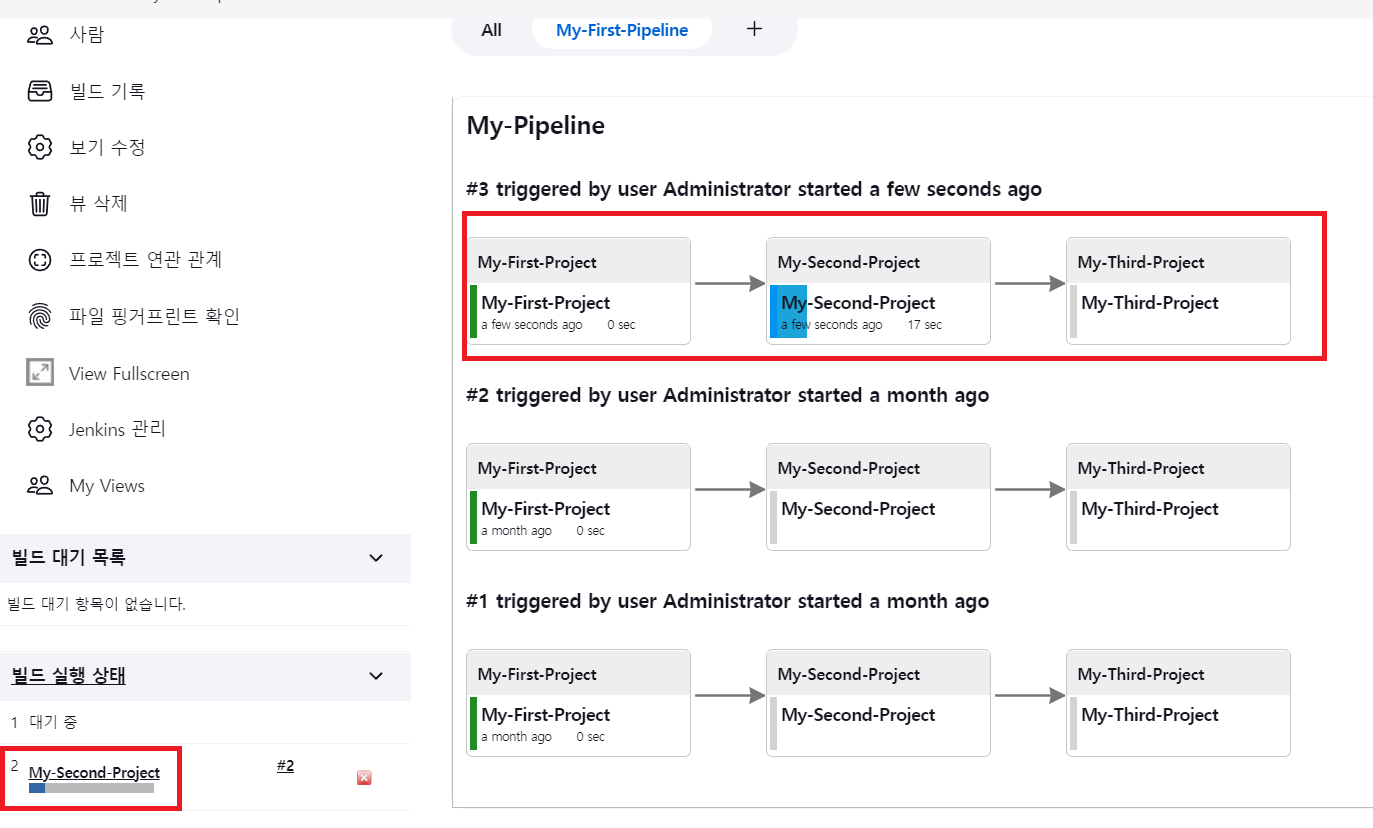 사람
빌드 기록
보기 수정
뷰 삭제
프로젝트 연관 관계
파일 핑거프린트 확인
View Fullscreen
Jenkins 관리
My Views
빌드 대기 목록
빌드 대기 항목이 없습니다.
빌드 실행 상태
1 대기 중
2 My-Second-Project #2
All My-First-Pipeline +
My-Pipeline
#3 triggered by user Administrator started a few seconds ago
My-First-Project My-Second-Project My-Third-Project
My-First-Project My-Second-Project My-Third-Project
a few seconds ago 0 sec a few seconds ago 17 sec
#2 triggered by user Administrator started a month ago
My-First-Project My-Second-Project My-Third-Project
My-First-Project My-Second-Project My-Third-Project
a month ago 0 sec
#1 triggered by user Administrator started a month ago
My-First-Project My-Second-Project My-Third-Project
My-First-Project My-Second-Project My-Third-Project
a month ago 0 sec